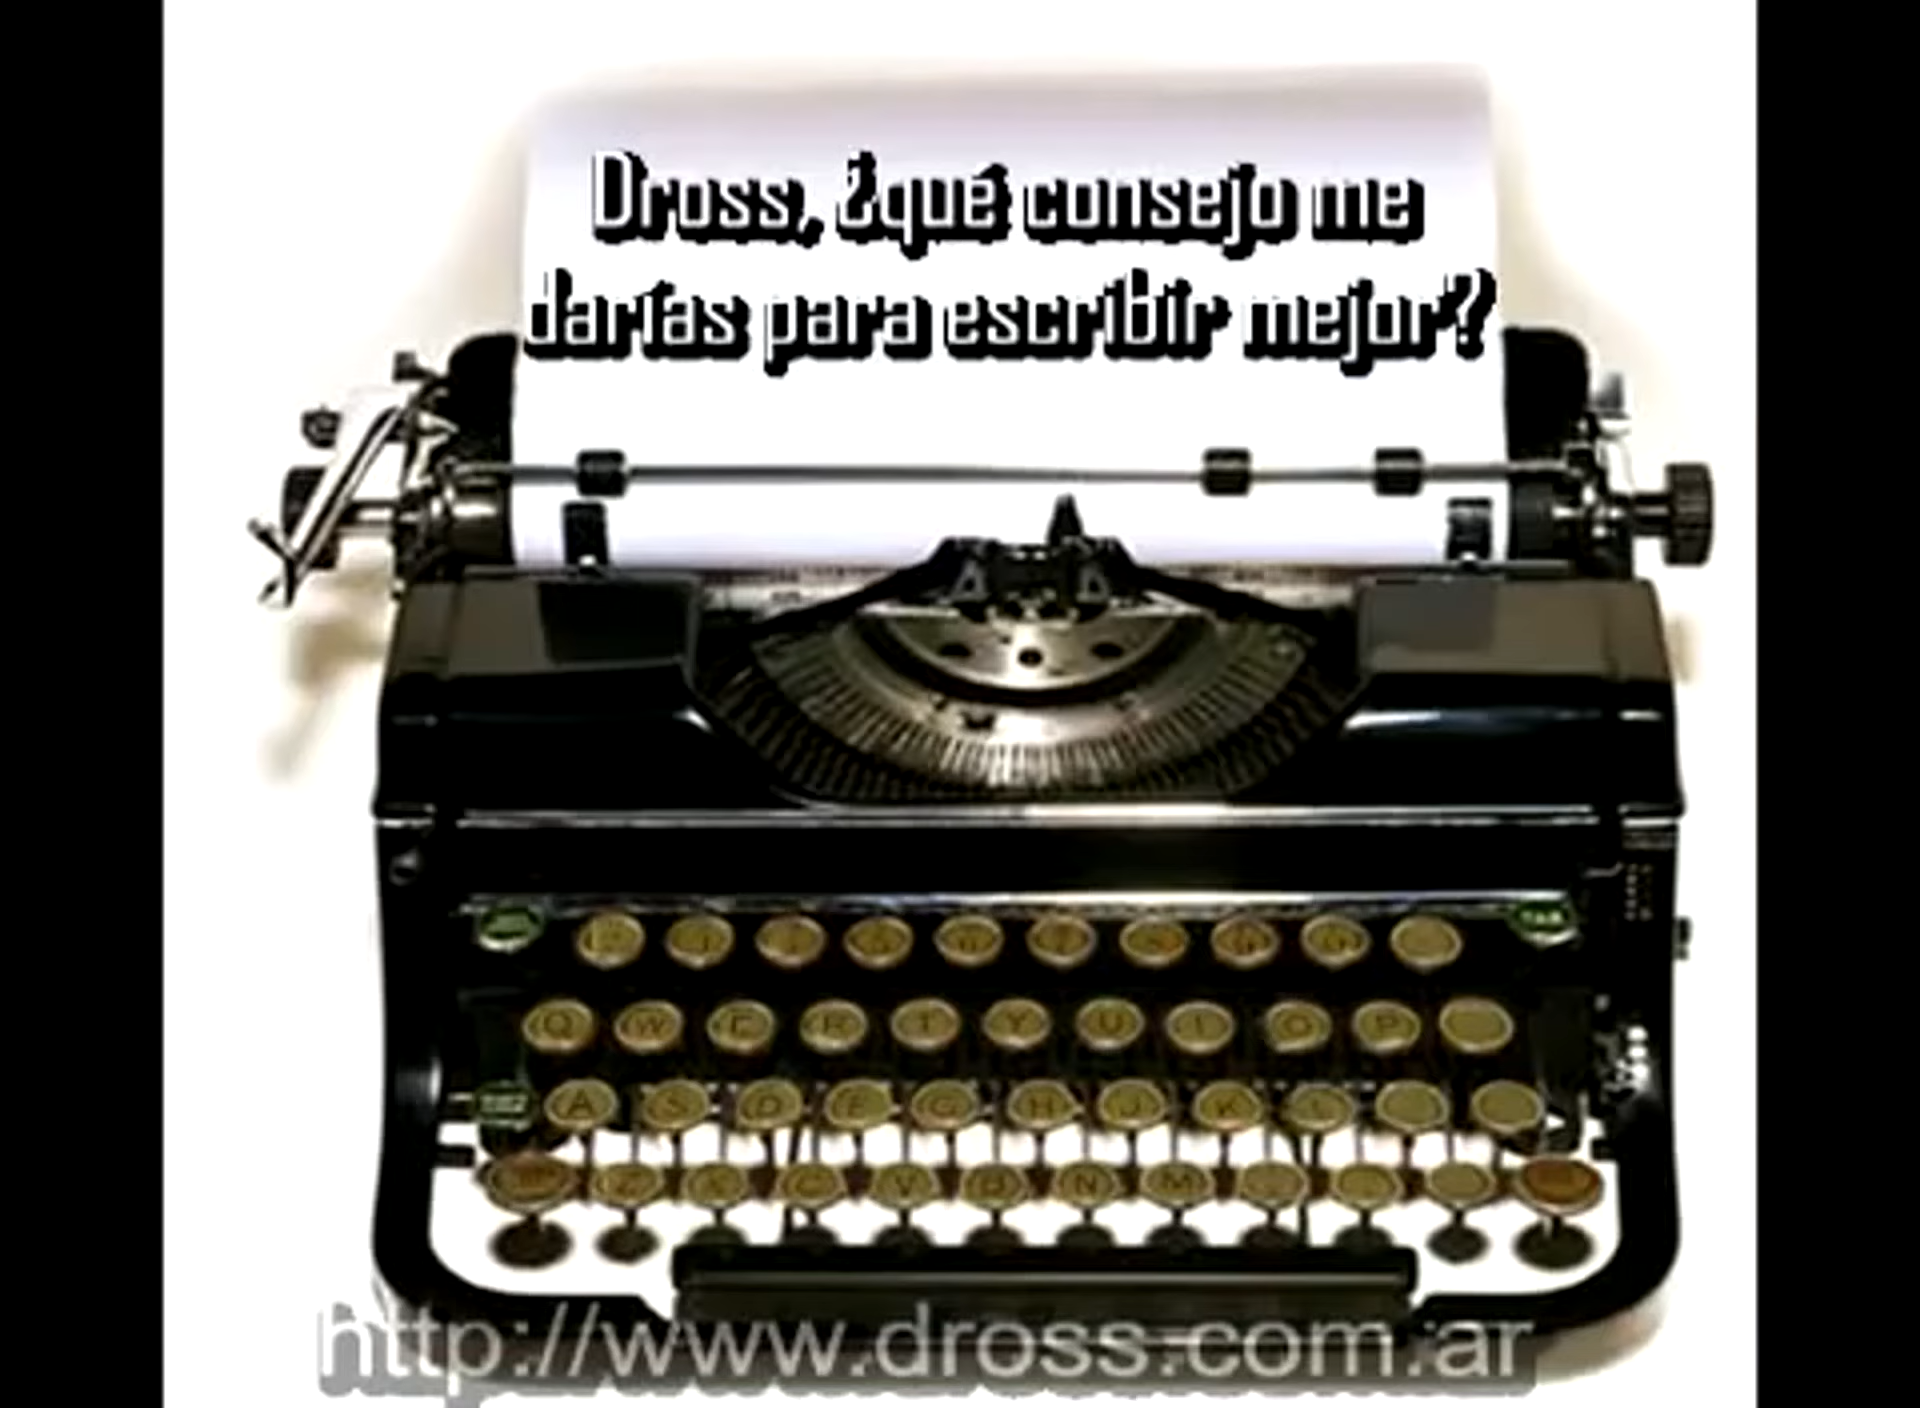 Dross, ¿qué consejo me
darías para escribir mejor?
Q W E R T Y U I O P
A S D F G H J K L
Z X C V B N M
http://www.dross.com.ar